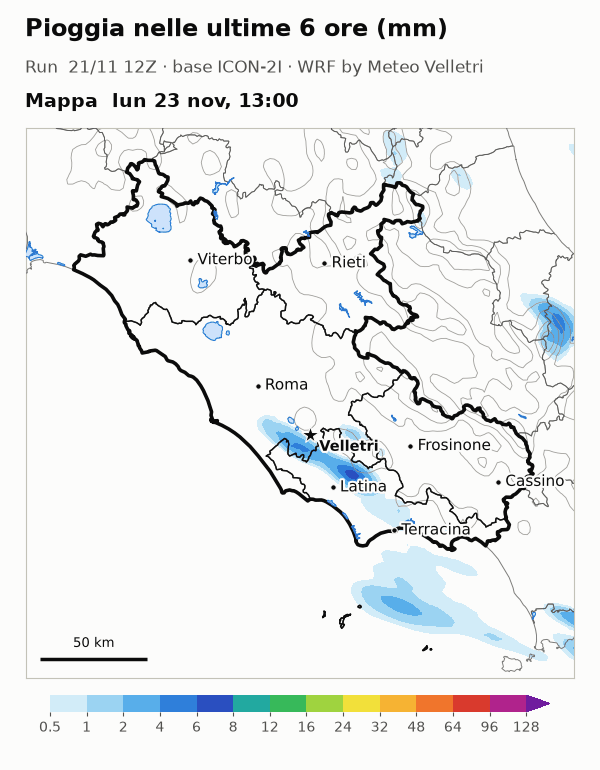 Pioggia nelle ultime 6 ore (mm)
Run  21/11 12Z · base ICON-2I · WRF by Meteo Velletri
Mappa  lun 23 nov, 13:00
Viterbo
Rieti
Roma
Velletri
Frosinone
Cassino
Latina
Terracina
50 km
0.5 1 2 4 6 8 12 16 24 32 48 64 96 128